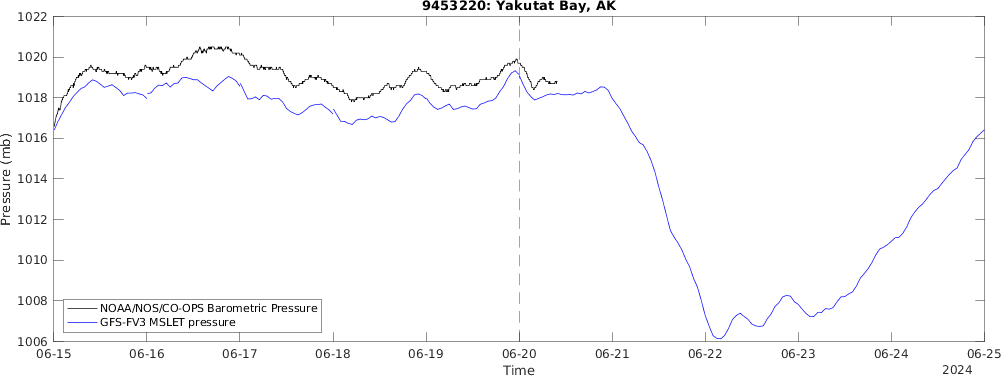 9453220: Yakutat Bay, AK
1022
1020
1018
1016
1014
1012
1010
1008
1006
Pressure (mb)
NOAA/NOS/CO-OPS Barometric Pressure
GFS-FV3 MSLET pressure
06-15 06-16 06-17 06-18 06-19 06-20 06-21 06-22 06-23 06-24 06-25
Time
2024